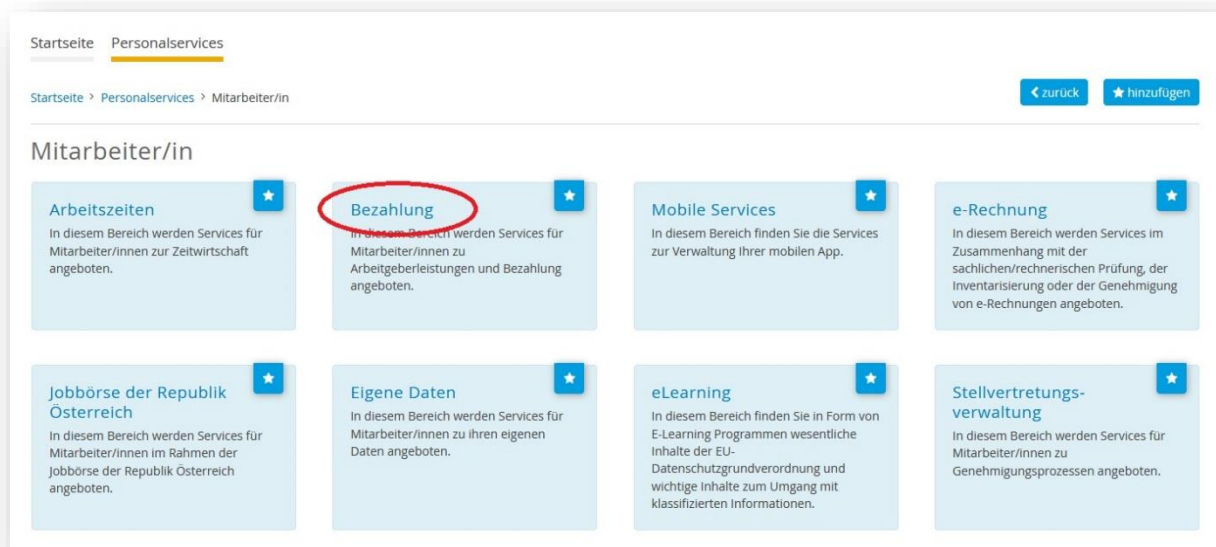 Startseite Personalservices
Startseite > Personalservices > Mitarbeiter/in
zurück
hinzufügen
Mitarbeiter/in
Arbeitszeiten
In diesem Bereich werden Services für
Mitarbeiter/innen zur Zeitwirtschaft
angeboten.
Bezahlung
In diesem Bereich werden Services für
Mitarbeiter/innen zu
Arbeitgeberleistungen und Bezahlung
angeboten.
Mobile Services
In diesem Bereich finden Sie die Services
zur Verwaltung Ihrer mobilen App.
e-Rechnung
In diesem Bereich werden Services im
Zusammenhang mit der
sachlichen/rechnerischen Prüfung, der
Inventarisierung oder der Genehmigung
von e-Rechnungen angeboten.
Jobbörse der Republik
Österreich
In diesem Bereich werden Services für
Mitarbeiter/innen im Rahmen der
Jobbörse der Republik Österreich
angeboten.
Eigene Daten
In diesem Bereich werden Services für
Mitarbeiter/innen zu ihren eigenen
Daten angeboten.
eLearning
In diesem Bereich finden Sie in Form von
E-Learning Programmen wesentliche
Inhalte der EU-
Datenschutzgrundverordnung und
wichtige Inhalte zum Umgang mit
klassifizierten Informationen.
Stellvertretungs-
verwaltung
In diesem Bereich werden Services für
Mitarbeiter/innen zu
Genehmigungsprozessen angeboten.